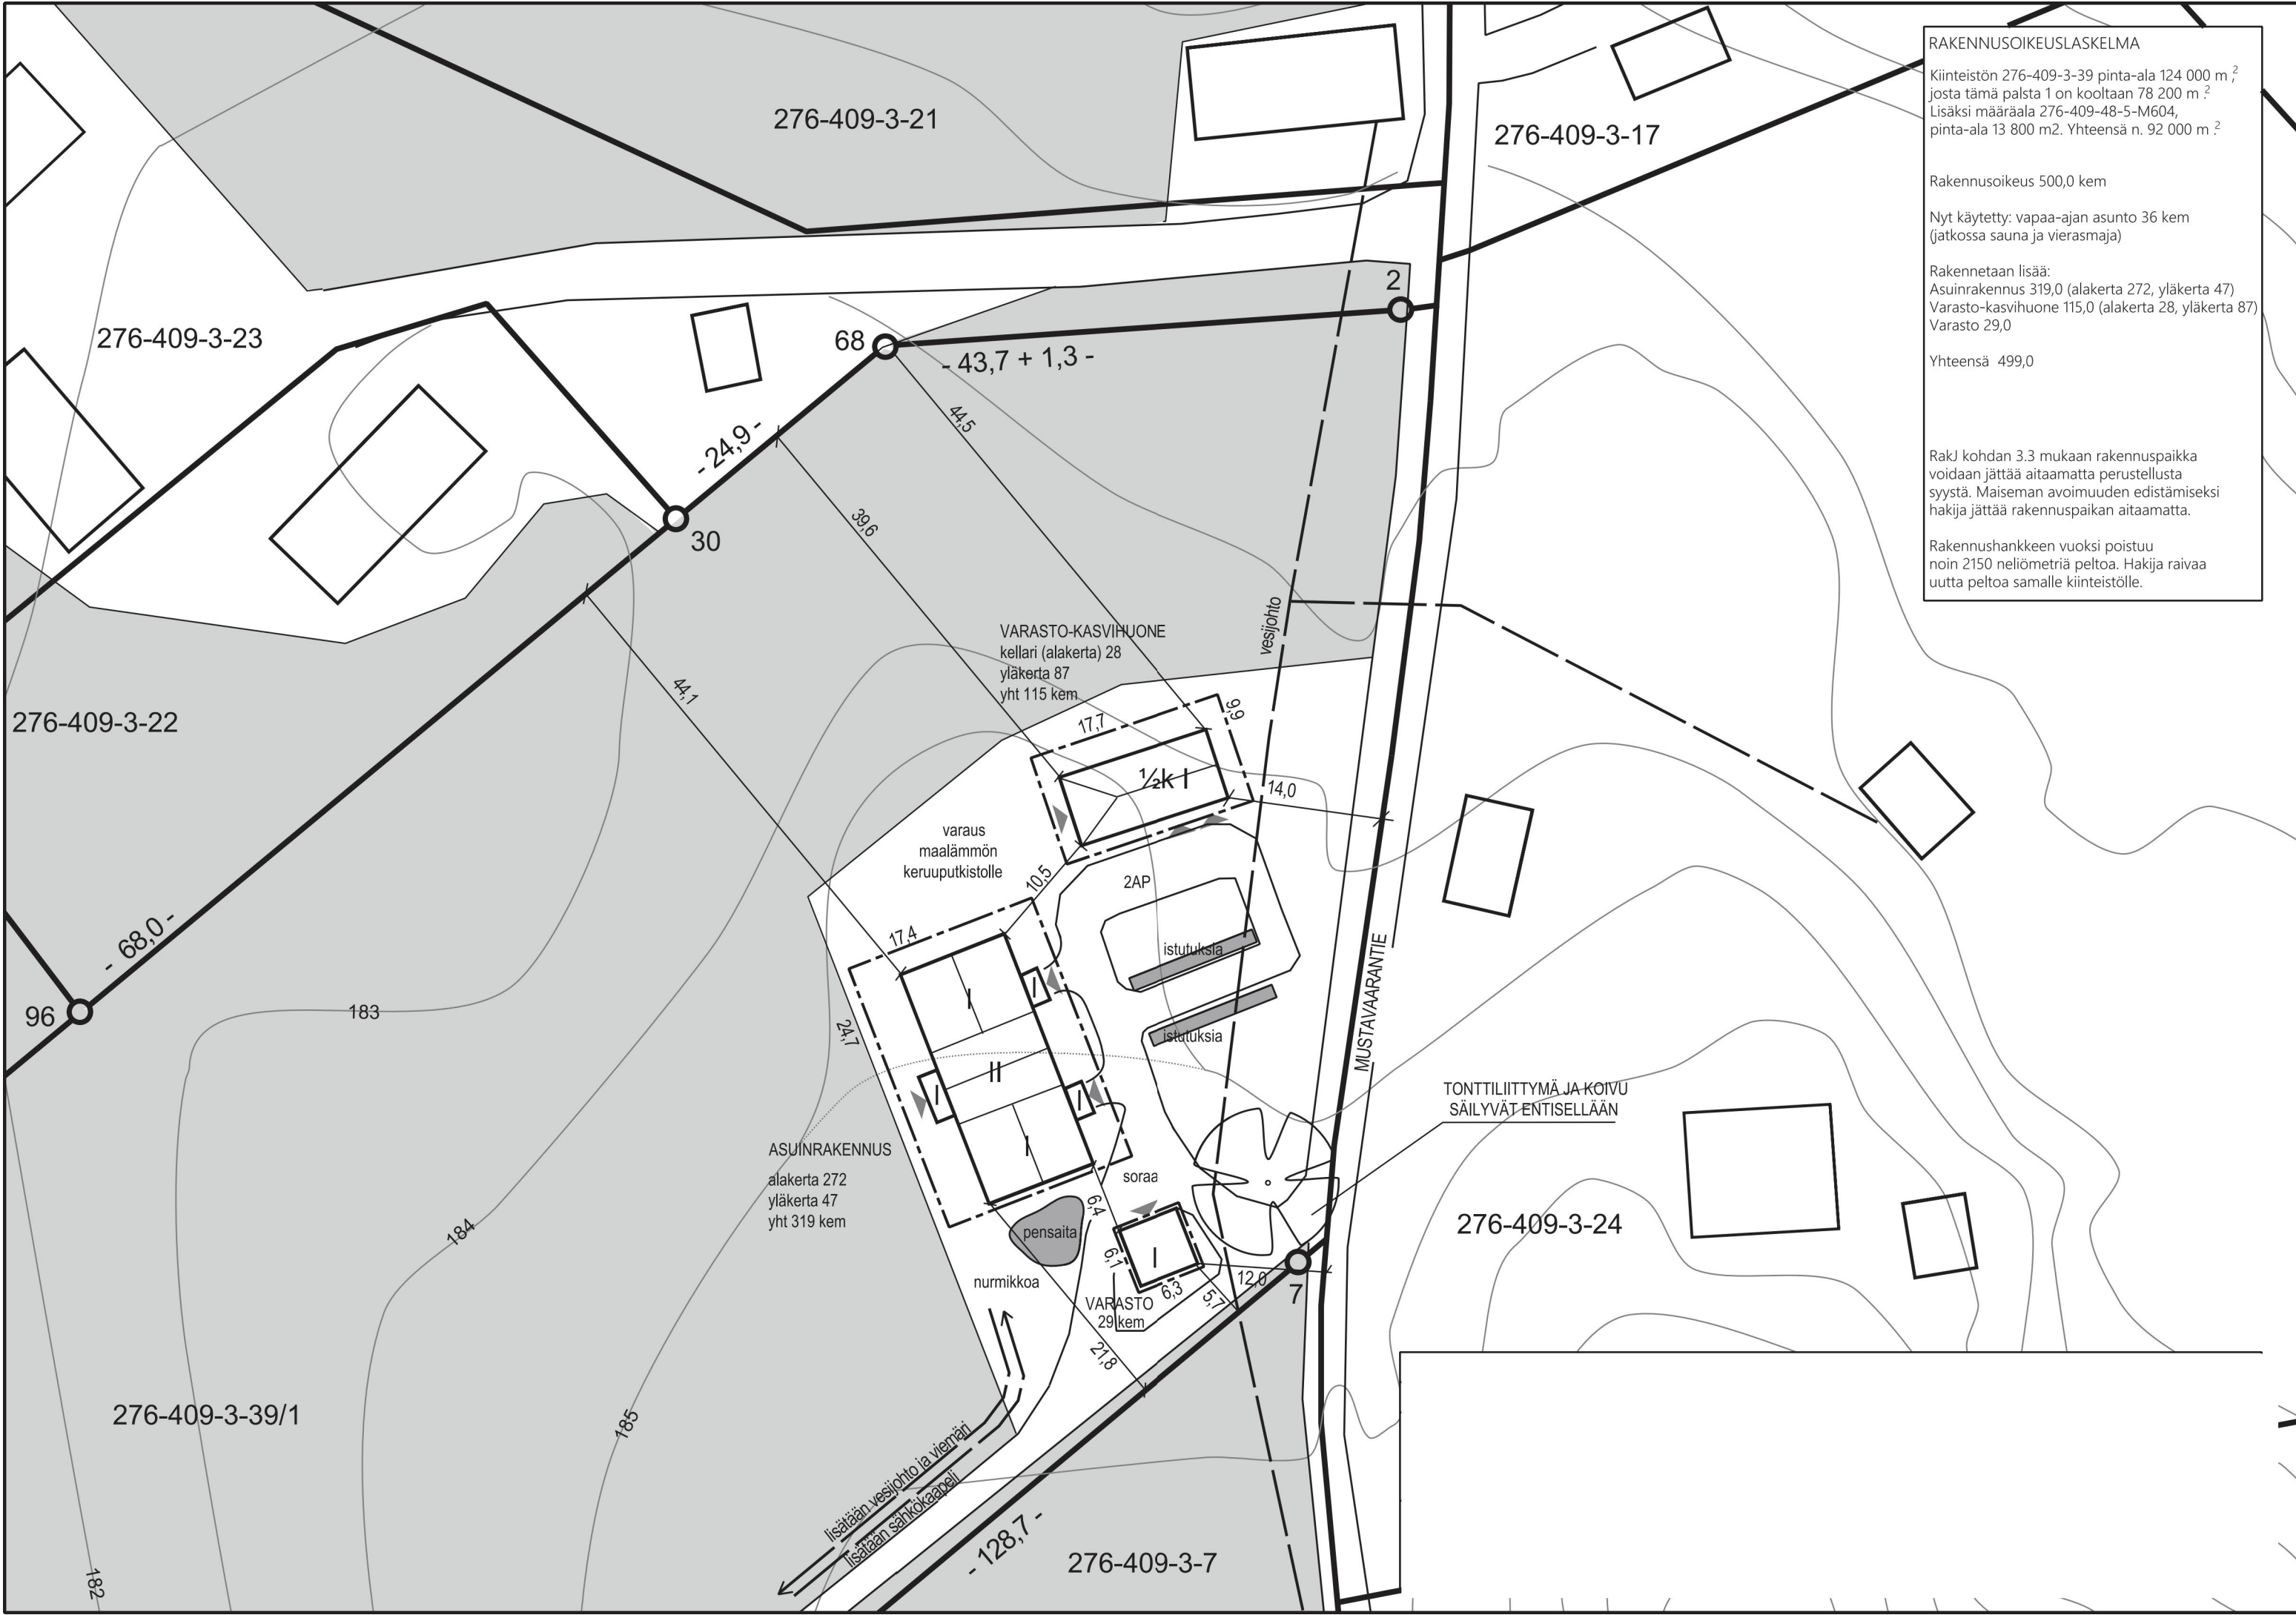 RAKENNUSOIKEUSLASKELMA
Kiinteistön 276-409-3-39 pinta-ala 124 000 m²,
josta tämä palsta 1 on kooltaan 78 200 m².
Lisäksi määräala 276-409-48-5-M604,
pinta-ala 13 800 m2. Yhteensä n. 92 000 m².
Rakennusoikeus 500,0 kem
Nyt käytetty: vapaa-ajan asunto 36 kem
(jatkossa sauna ja vierasmaja)
Rakennetaan lisää:
Asuinrakennus 319,0 (alakerta 272, yläkerta 47)
Varasto-kasvihuone 115,0 (alakerta 28, yläkerta 87)
Varasto 29,0
Yhteensä 499,0
RakJ kohdan 3.3 mukaan rakennuspaikka
voidaan jättää aitaamatta perustellusta
syystä. Maiseman avoimuuden edistämiseksi
hakija jättää rakennuspaikan aitaamatta.
Rakennushankkeen vuoksi poistuu
noin 2150 neliömetriä peltoa. Hakija raivaa
uutta peltoa samalle kiinteistölle.
276-409-3-21
276-409-3-17
276-409-3-23
2
68
- 43,7 + 1,3 -
44,5
- 24,9 -
39,6
30
vesijohto
VARASTO-KASVIHUONE
kellari (alakerta) 28
yläkerta 87
yht 115 kem
44,1
276-409-3-22
17,7
9,9
½k I
14,0
varaus
maalämmön
keruuputkistolle
10,5
2AP
17,4
istutuksia
istutuksia
MUSTAVAARANTIE
- 68,0 -
96
183
24,7
I
I
II
I
I
I
TONTTILIITTYMÄ JA KOIVU
SÄILYVÄT ENTISELLÄÄN
ASUINRAKENNUS
alakerta 272
yläkerta 47
yht 319 kem
soraa
6,4
pensaita
184
276-409-3-24
I
6,1
nurmikkoa
12,0
6,3
5,7
7
VARASTO
29 kem
21,8
276-409-3-39/1
185
lisätään vesijohto ja viemäri
lisätään sähkökaapeli
- 128,7 -
276-409-3-7
182